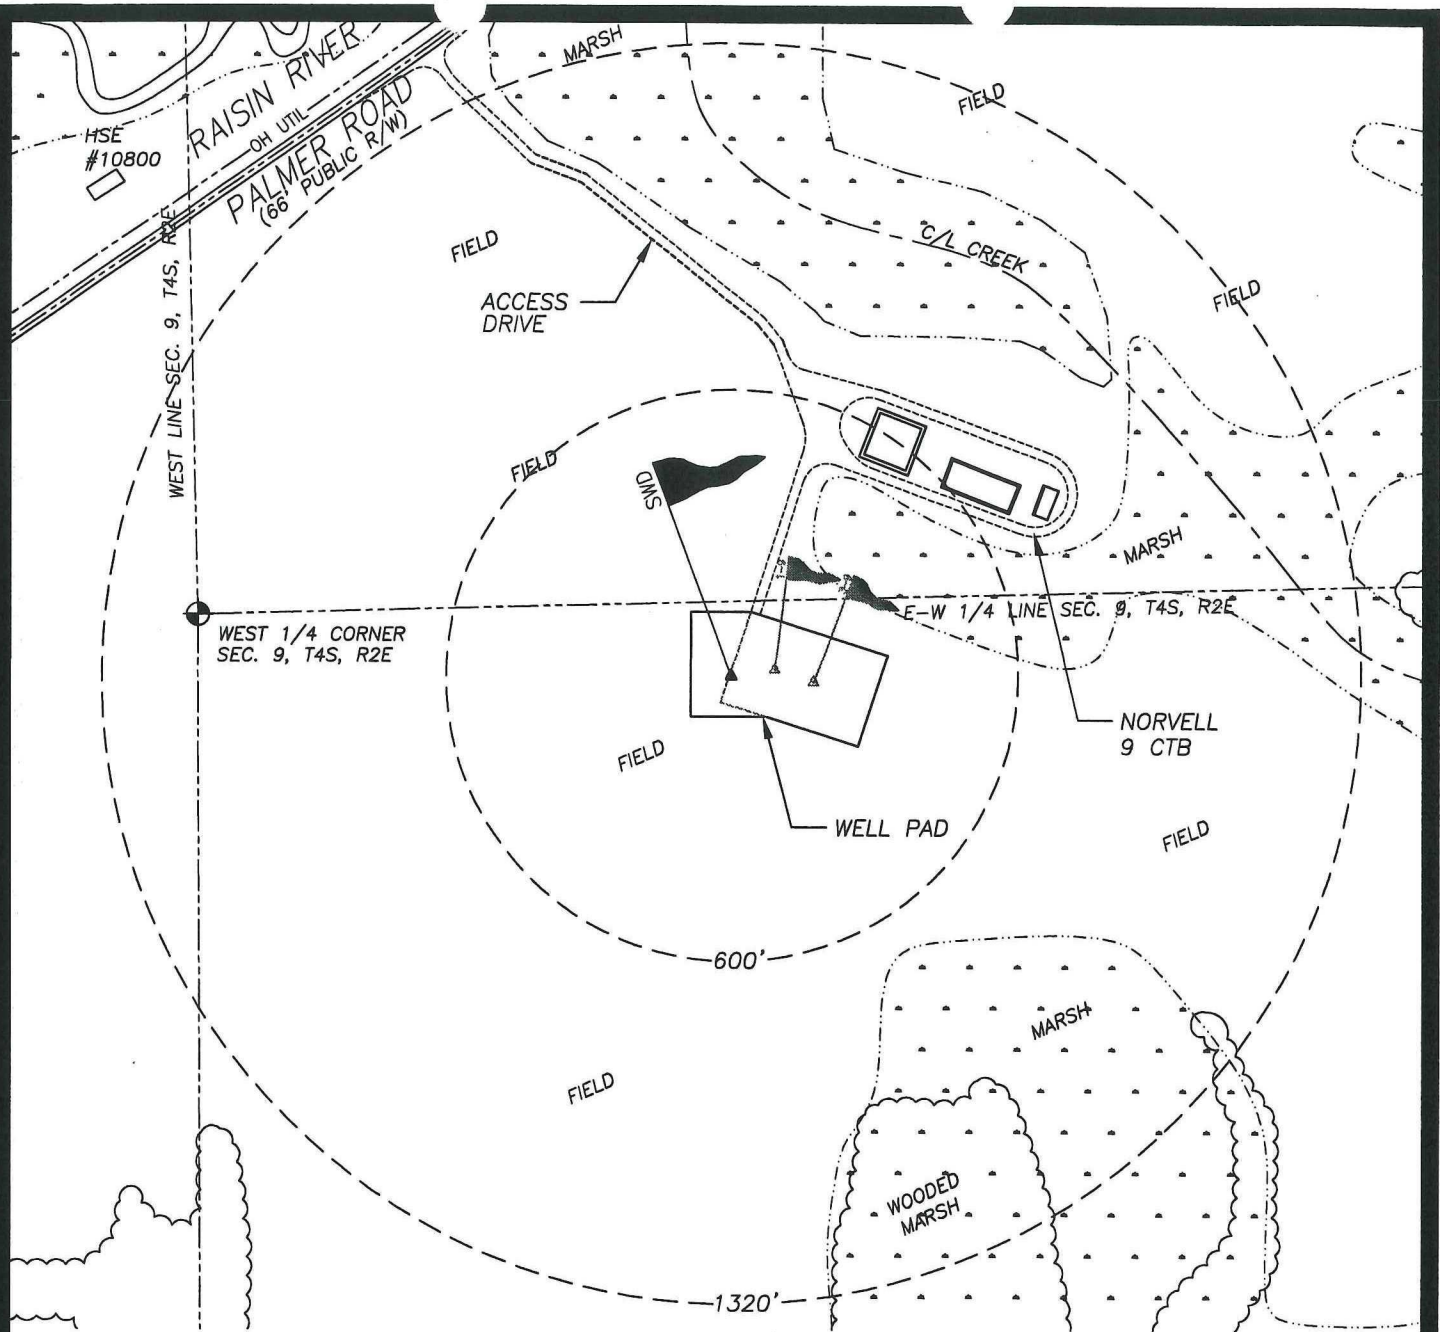 MARSH
FIELD
RAISIN RIVER
OH UTIL
PALMER ROAD
(66' PUBLIC R/W)
HSE
#10800
WEST LINE SEC. 9, T4S, R2E
FIELD
C/L CREEK
FIELD
ACCESS
DRIVE
FIELD
SWD
MARSH
E-W 1/4 LINE SEC. 9, T4S, R2E
WEST 1/4 CORNER
SEC. 9, T4S, R2E
NORVELL
9 CTB
FIELD
WELL PAD
FIELD
600'
MARSH
FIELD
WOODED
MARSH
1320'